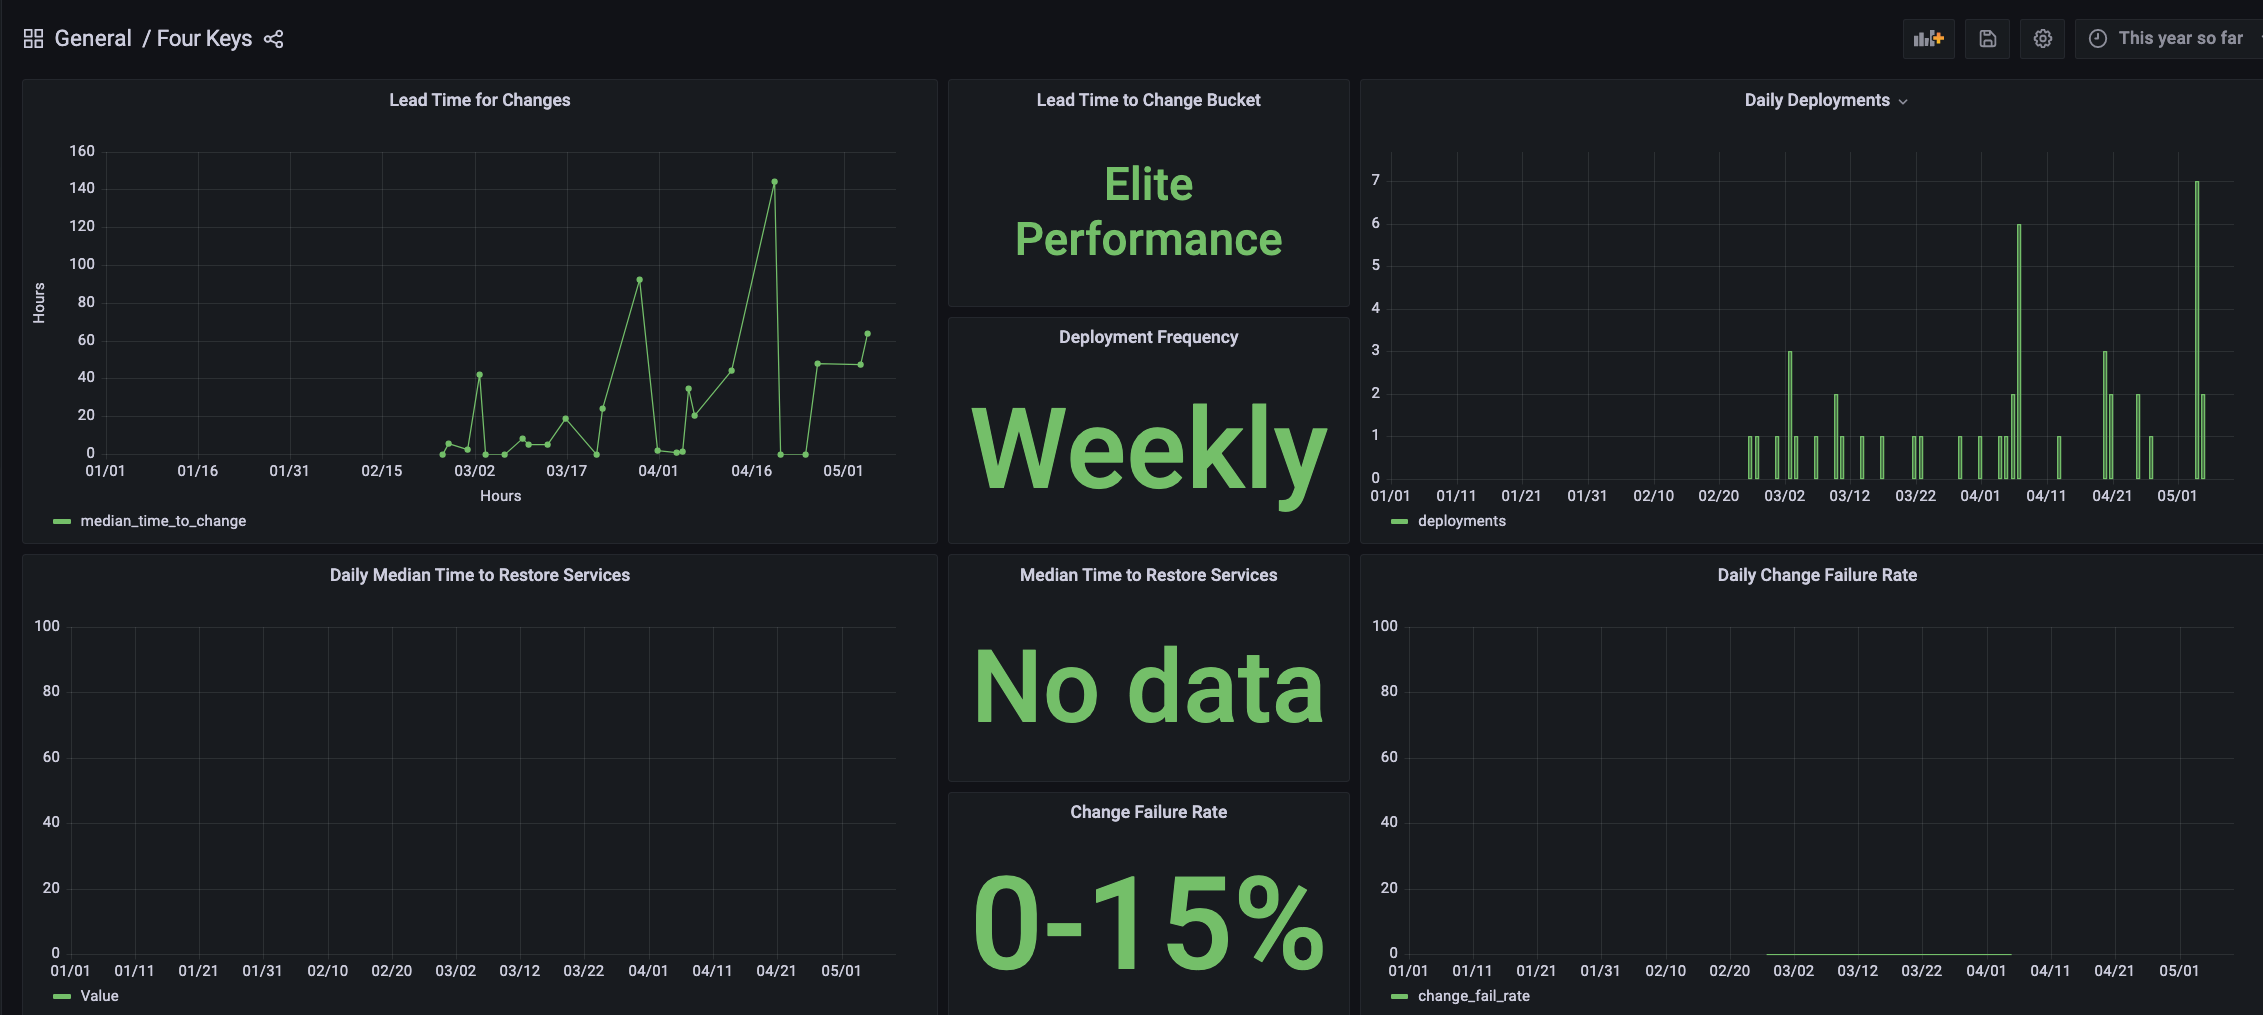 General / Four Keys
This year so far
Lead Time for Changes
160
140
120
100
80
60
40
20
0
Hours
01/01 01/16 01/31 02/15 03/02 03/17 04/01 04/16 05/01
Hours
median_time_to_change
Lead Time to Change Bucket
Elite
Performance
Deployment Frequency
Weekly
Daily Deployments
7
6
5
4
3
2
1
0
01/01 01/11 01/21 01/31 02/10 02/20 03/02 03/12 03/22 04/01 04/11 04/21 05/01
deployments
Daily Median Time to Restore Services
100
80
60
40
20
0
01/01 01/11 01/21 01/31 02/10 02/20 03/02 03/12 03/22 04/01 04/11 04/21 05/01
Value
Median Time to Restore Services
No data
Change Failure Rate
0-15%
Daily Change Failure Rate
100
80
60
40
20
0
01/01 01/11 01/21 01/31 02/10 02/20 03/02 03/12 03/22 04/01 04/11 04/21 05/01
change_fail_rate